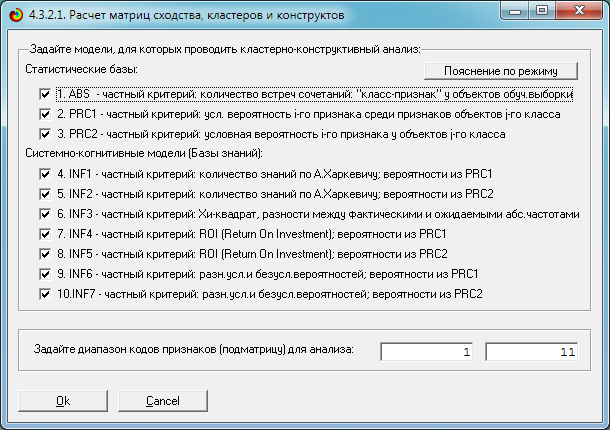 4.3.2.1. Расчет матриц сходства, кластеров и конструктов
Задайте модели, для которых проводить кластерно-конструктивный анализ:
Статистические базы:
Пояснение по режиму
1. ABS - частный критерий: количество встреч сочетаний: "класс-признак" у объектов обуч.выборки
2. PRC1 - частный критерий: усл. вероятность i-го признака среди признаков объектов j-го класса
3. PRC2 - частный критерий: условная вероятность i-го признака у объектов j-го класса
Системно-когнитивные модели (Базы знаний):
4. INF1 - частный критерий: количество знаний по А.Харкевичу; вероятности из PRC1
5. INF2 - частный критерий: количество знаний по А.Харкевичу; вероятности из PRC2
6. INF3 - частный критерий: Хи-квадрат, разности между фактическими и ожидаемыми абс.частотами
7. INF4 - частный критерий: ROI (Return On Investment); вероятности из PRC1
8. INF5 - частный критерий: ROI (Return On Investment); вероятности из PRC2
9. INF6 - частный критерий: разн.усл.и безусл.вероятностей; вероятности из PRC1
10.INF7 - частный критерий: разн.усл.и безусл.вероятностей; вероятности из PRC2
Задайте диапазон кодов признаков (подматрицу) для анализа: 1 11
Ok Cancel